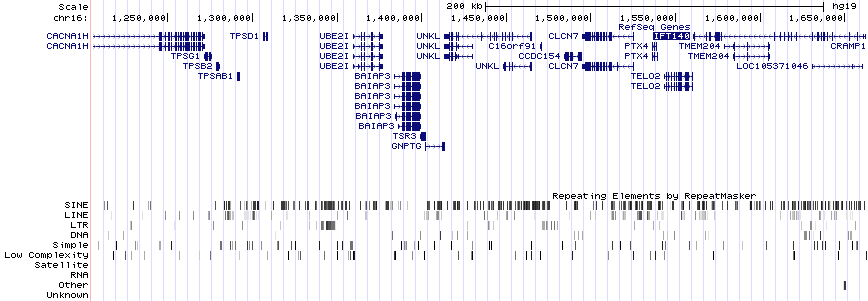 Scale 200 kb hg19
chr16: 1,250,000 1,300,000 1,350,000 1,400,000 1,450,000 1,500,000 1,550,000 1,600,000 1,650,000
RefSeq Genes
CACNA1H TPSD1 UBE2I UNKL CLCN7 IFT140
CACNA1H UBE2I UNKL C16orf91 PTX4 TMEM204 CRAMP1
TPSG1 UBE2I UNKL CCDC154 PTX4 TMEM204
TPSB2 UBE2I UNKL CLCN7 LOC105371046
TPSAB1 BAIAP3 TELO2
BAIAP3 TELO2
BAIAP3
BAIAP3
BAIAP3
BAIAP3
TSR3
GNPTG
Repeating Elements by RepeatMasker
SINE
LINE
LTR
DNA
Simple
Low Complexity
Satellite
RNA
Other
Unknown